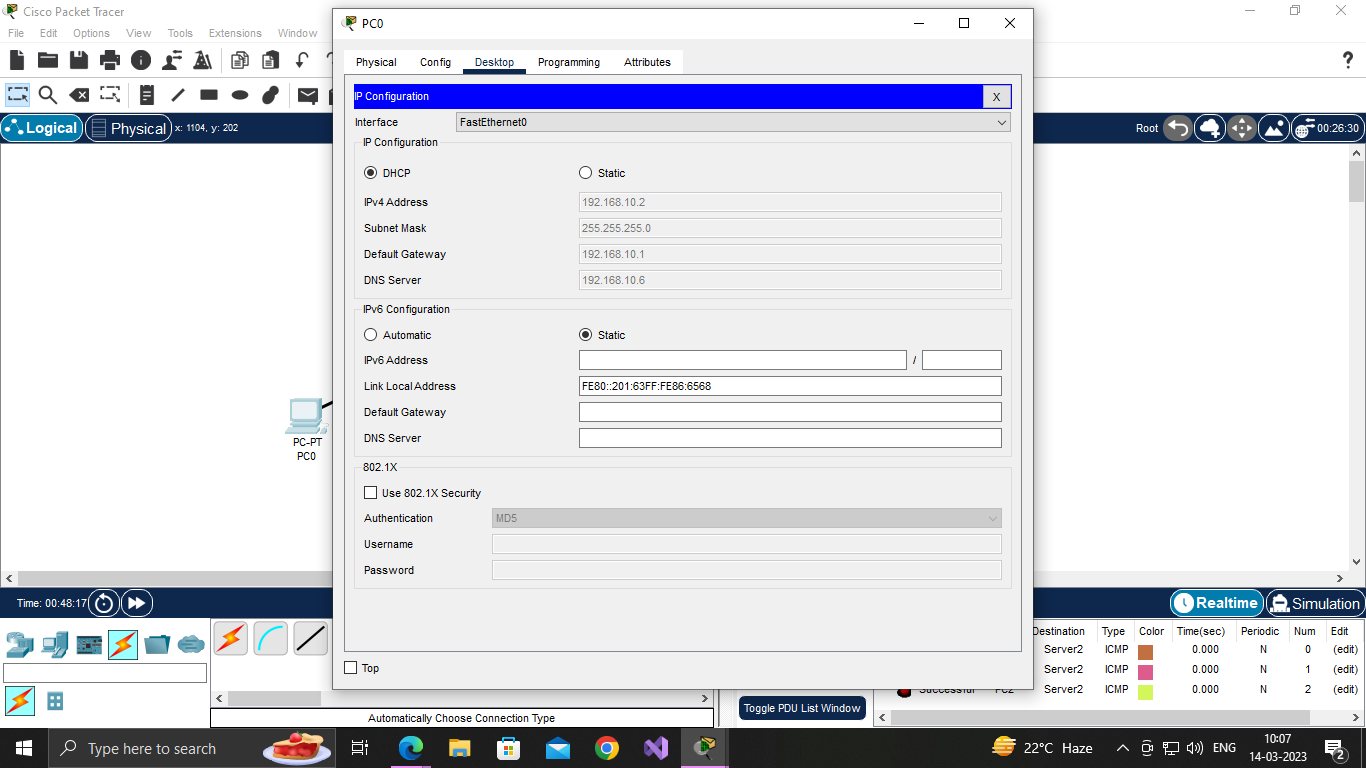 Cisco Packet Tracer
File Edit Options View Tools Extensions Window
Logical Physical x: 1104, y: 202
Root 00:26:30
PC-PT
PC0
PC0
Physical Config Desktop Programming Attributes
IP Configuration X
Interface FastEthernet0
IP Configuration
DHCP Static
IPv4 Address 192.168.10.2
Subnet Mask 255.255.255.0
Default Gateway 192.168.10.1
DNS Server 192.168.10.6
IPv6 Configuration
Automatic Static
IPv6 Address /
Link Local Address FE80::201:63FF:FE86:6568
Default Gateway
DNS Server
802.1X
Use 802.1X Security
Authentication MD5
Username
Password
Top
Time: 00:48:17
Realtime Simulation
Destination Type Color Time(sec) Periodic Num Edit
Server2 ICMP 0.000 N 0 (edit)
Server2 ICMP 0.000 N 1 (edit)
Successful PC2 Server2 ICMP 0.000 N 2 (edit)
Toggle PDU List Window
Automatically Choose Connection Type
Type here to search
22°C Haze
ENG
10:07
14-03-2023
2